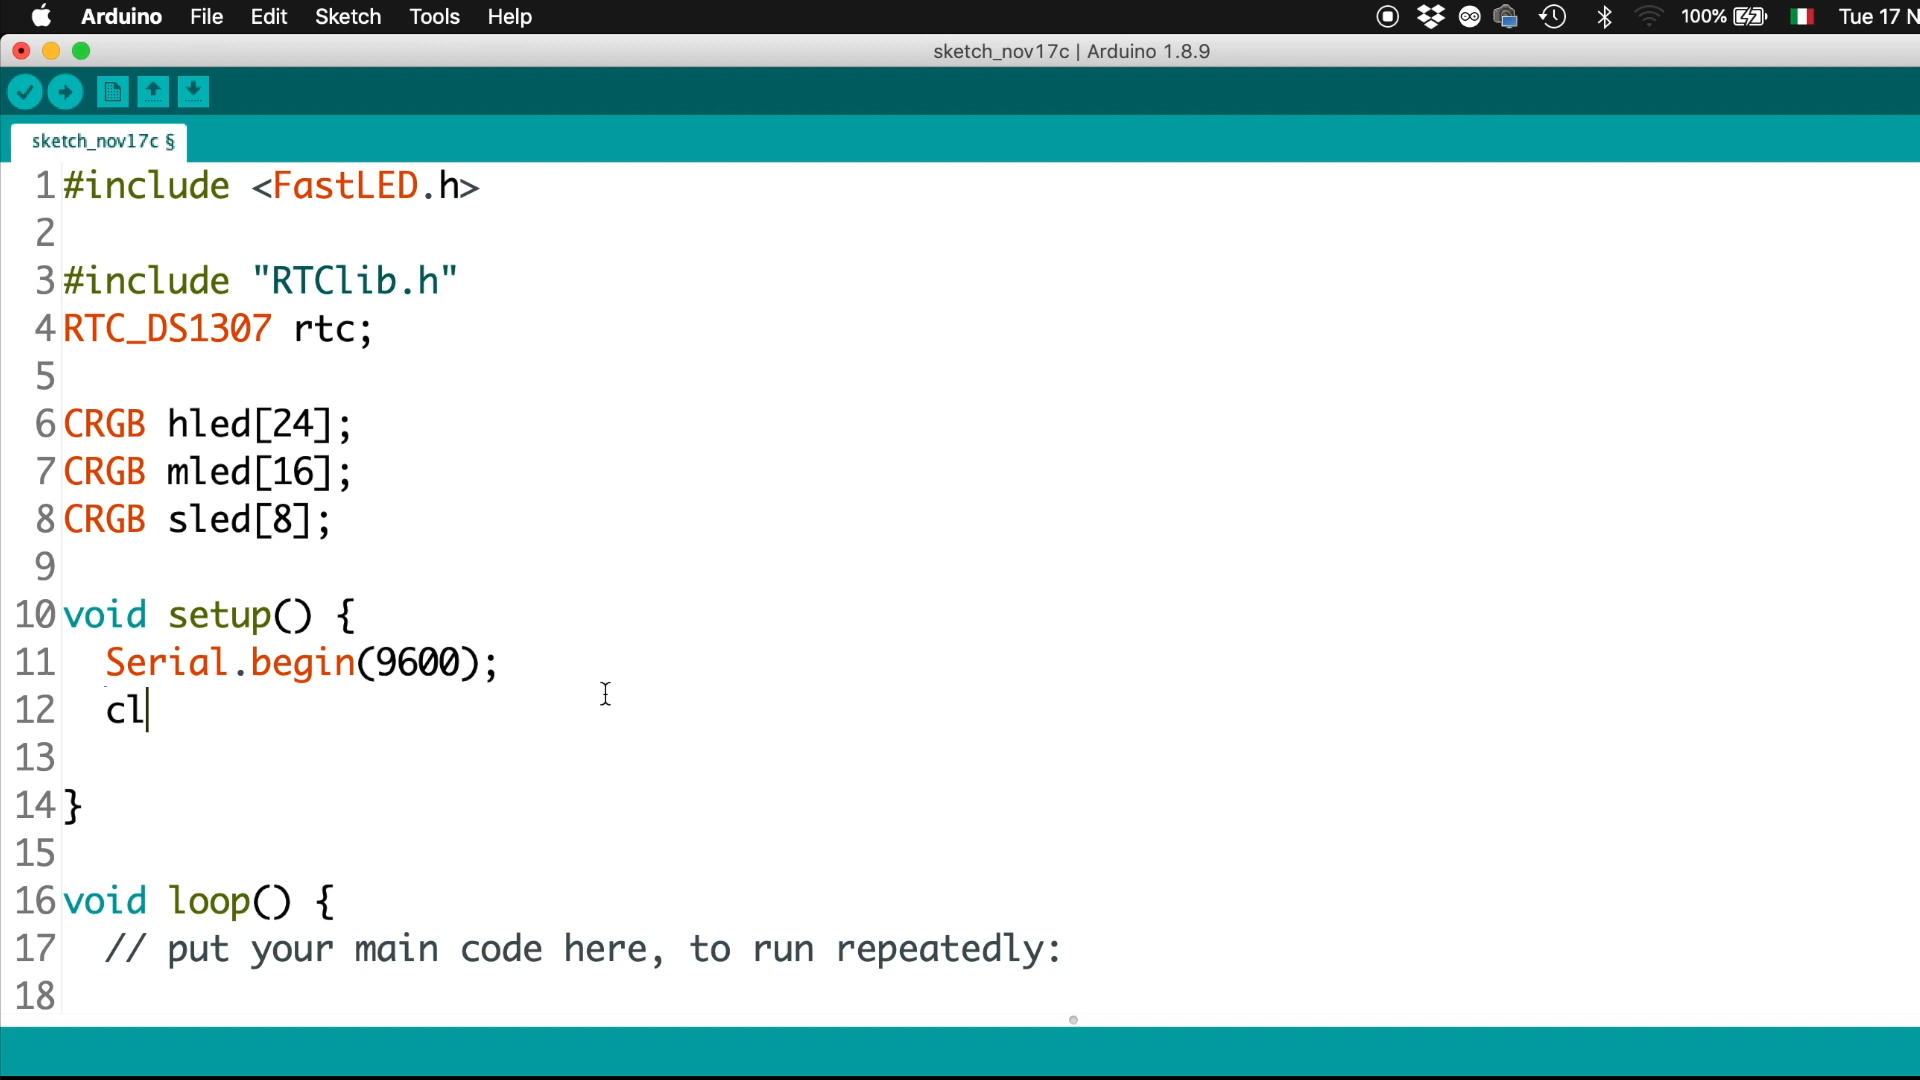 Arduino File Edit Sketch Tools Help 100% Tue 17 N
sketch_nov17c | Arduino 1.8.9
sketch_nov17c §
1 #include <FastLED.h>
2
3 #include "RTClib.h"
4 RTC_DS1307 rtc;
5
6 CRGB hled[24];
7 CRGB mled[16];
8 CRGB sled[8];
9
10 void setup() {
11 Serial.begin(9600);
12 cl
13
14 }
15
16 void loop() {
17 // put your main code here, to run repeatedly:
18